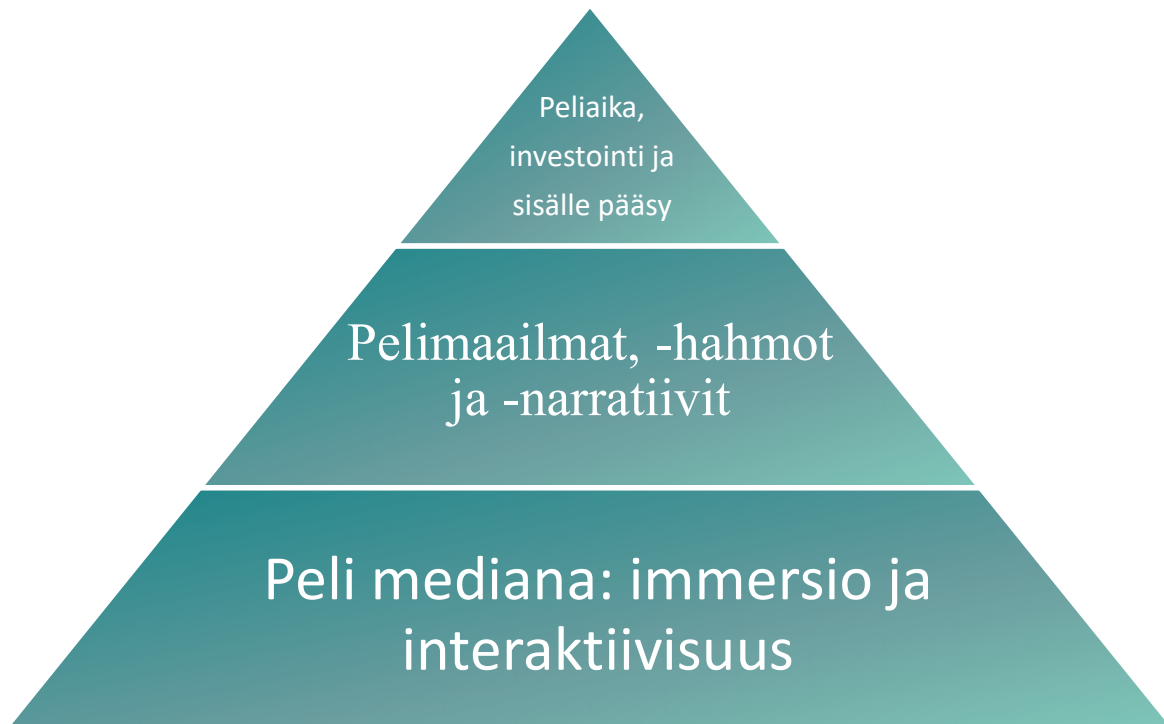 Peliaika,
investointi ja
sisälle pääsy
Pelimaailmat, -hahmot
ja -narratiivit
Peli mediana: immersio ja
interaktiivisuus